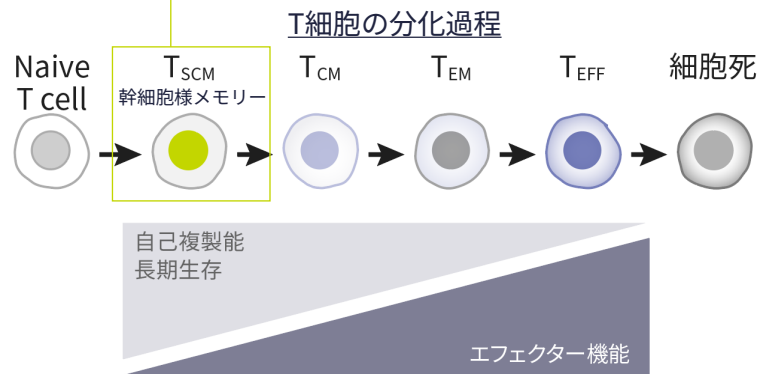 T細胞の分化過程
Naive
T cell
TSCM
幹細胞様メモリー
TCM
TEM
TEFF
細胞死
自己複製能
長期生存
エフェクター機能